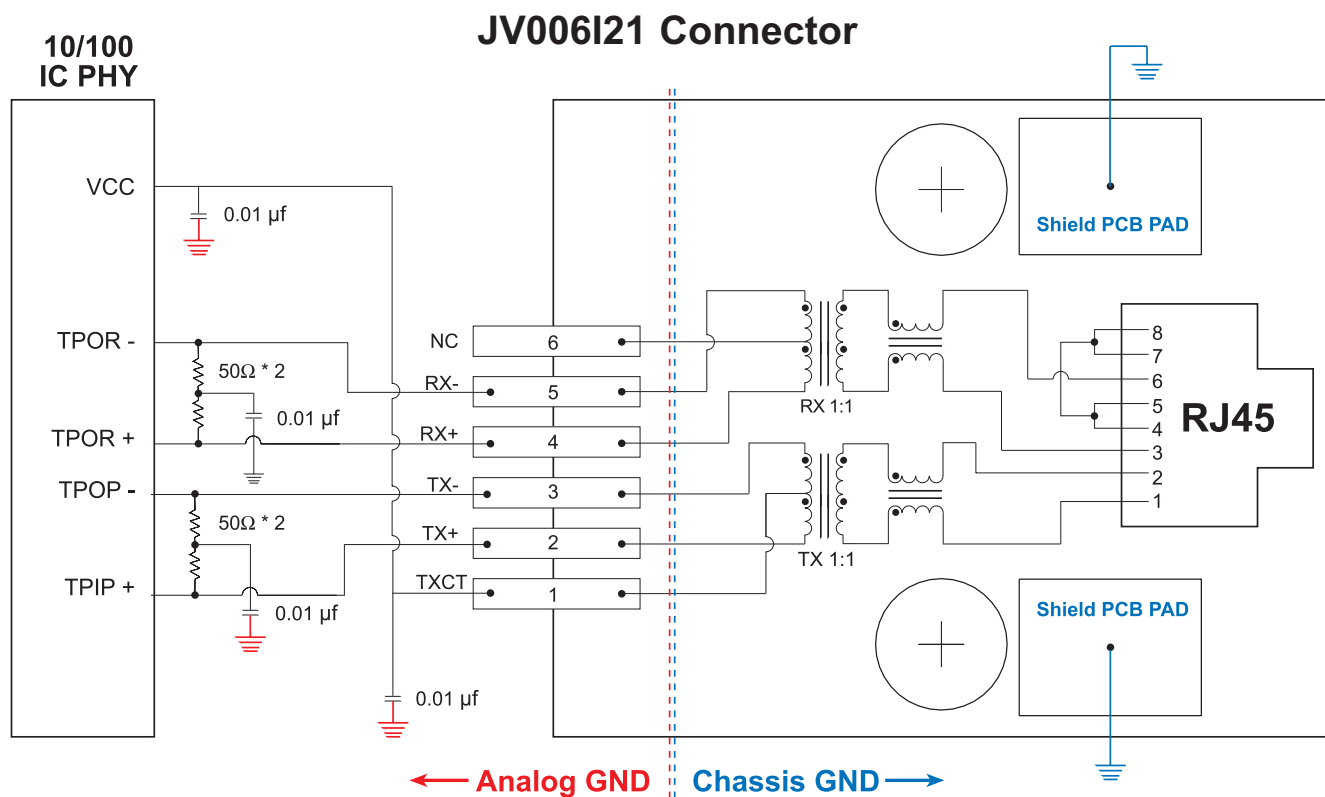 JV006I21 Connector
10/100
IC PHY
VCC
0.01 µf
Shield PCB PAD
TPOR -
50Ω * 2
0.01 µf
TPOR +
TPOP -
50Ω * 2
TPIP +
0.01 µf
0.01 µf
NC
6
RX-
5
RX+
4
TX-
3
TX+
2
TXCT
1
RX 1:1
TX 1:1
8
7
6
5
4
3
2
1
RJ45
Shield PCB PAD
Analog GND
Chassis GND